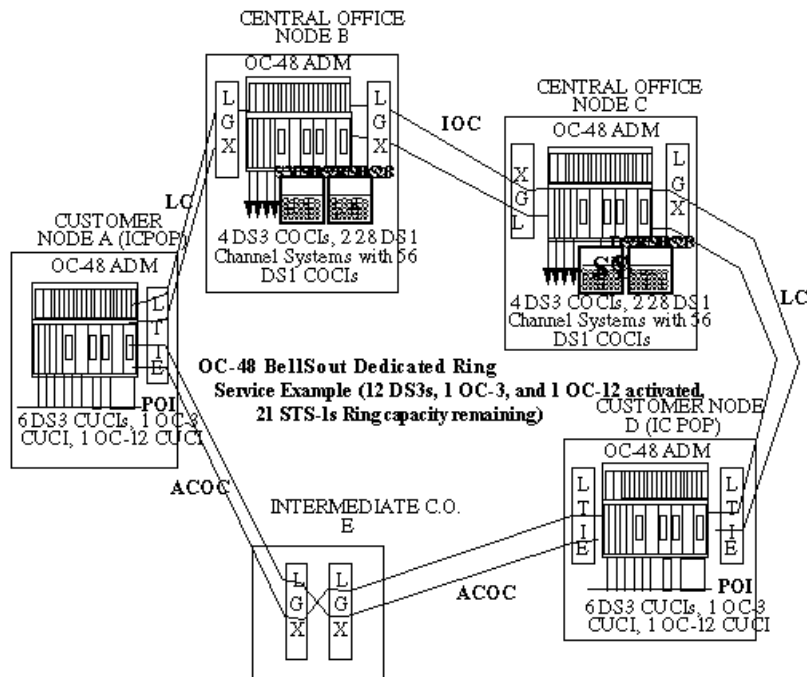 CENTRAL OFFICE
NODE B
OC-48 ADM
L
G
X
L
G
X
IOC
4 DS3 COCIs, 2 28 DS1
Channel Systems with 56
DS1 COCIs
CENTRAL OFFICE
NODE C
OC-48 ADM
X
G
L
L
G
X
4 DS3 COCIs, 2 28 DS1
Channel Systems with 56
DS1 COCIs
LC
LC
CUSTOMER
NODE A (ICPOP)
OC-48 ADM
L
T
IE
POI
6 DS3 CUCIs, 1 OC-3
CUCI, 1 OC-12 CUCI
OC-48 BellSout Dedicated Ring
Service Example (12 DS3s, 1 OC-3, and 1 OC-12 activated,
21 STS-1s Ring capacity remaining)
CUSTOMER NODE
D (IC POP)
OC-48 ADM
L
T
IE
L
T
IE
POI
6 DS3 CUCIs, 1 OC-3
CUCI, 1 OC-12 CUCI
ACOC
INTERMEDIATE C.O.
E
L
G
X
L
G
X
ACOC